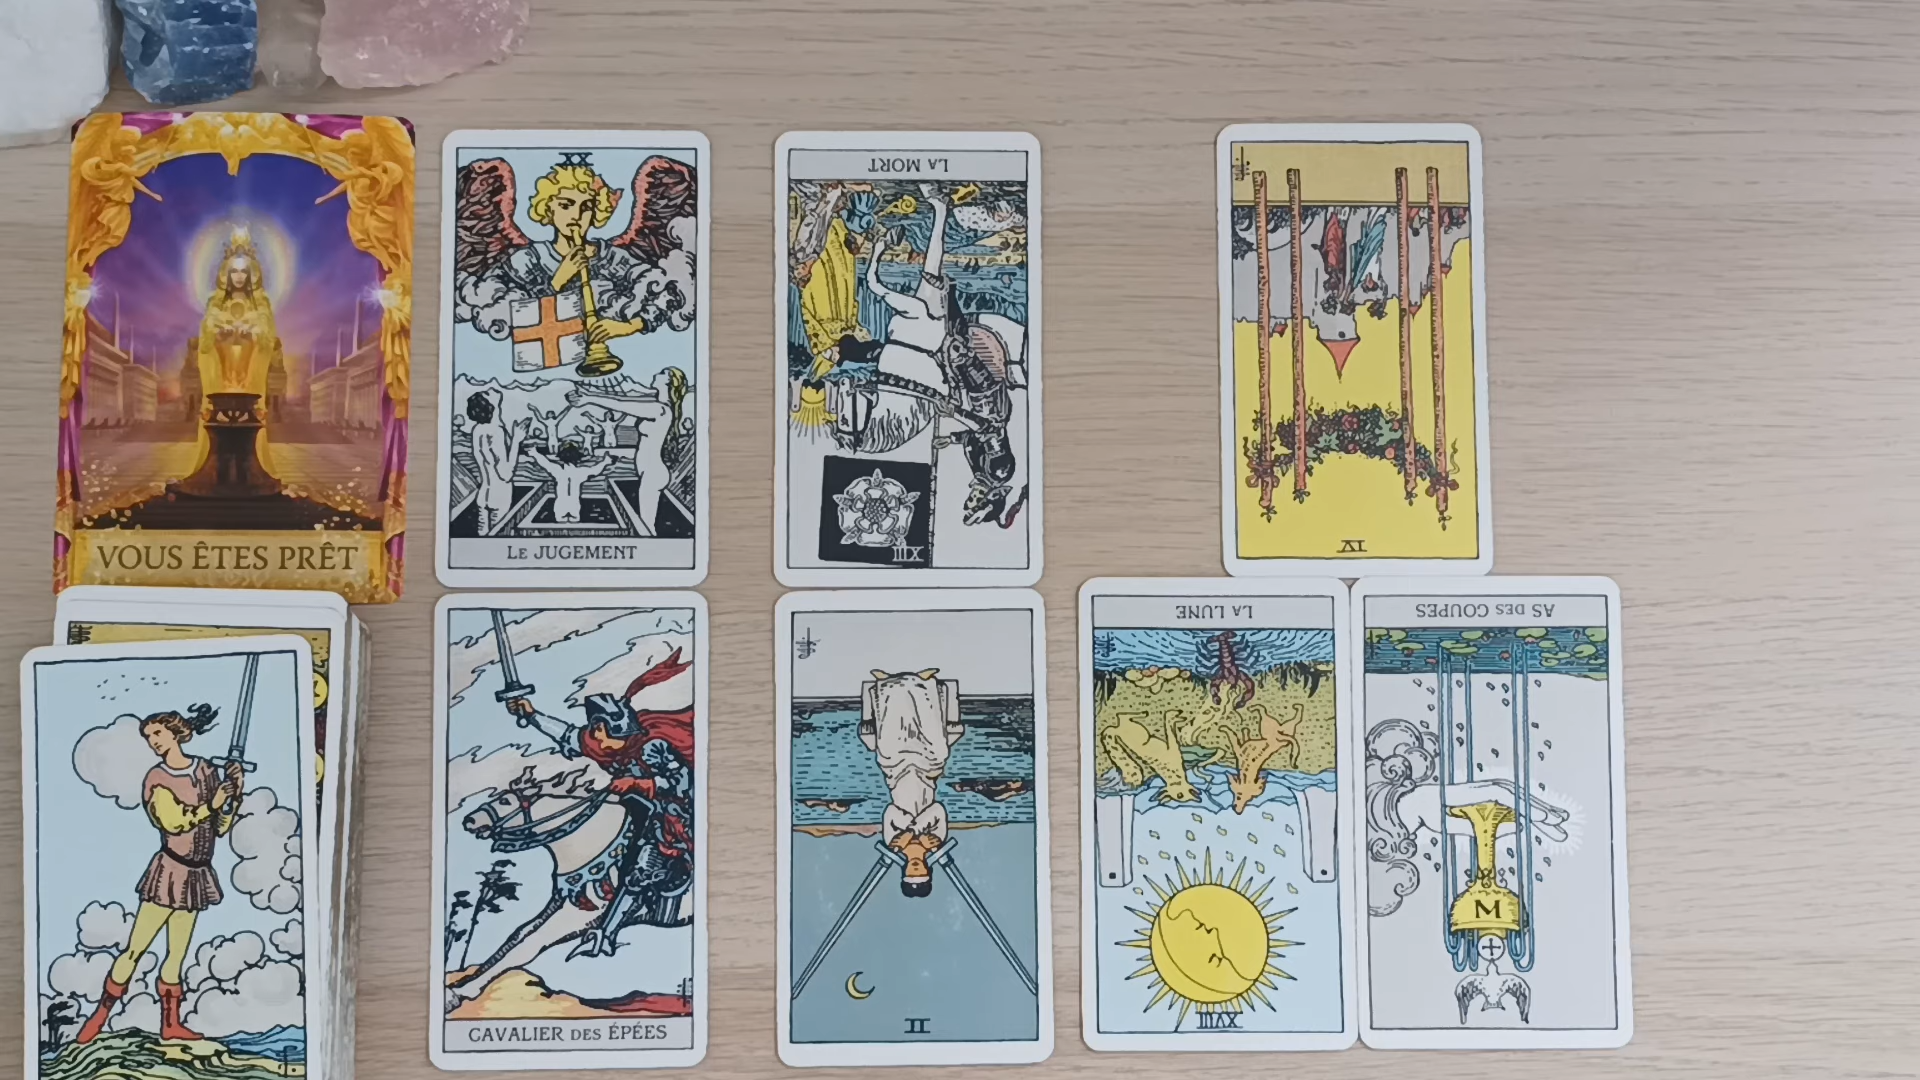 XX
LA MORT
IV
VOUS ÊTES PRÊT
LE JUGEMENT
XIII
LA LUNE
AS DES COUPES
M
CAVALIER DES ÉPÉES
II
XVIII